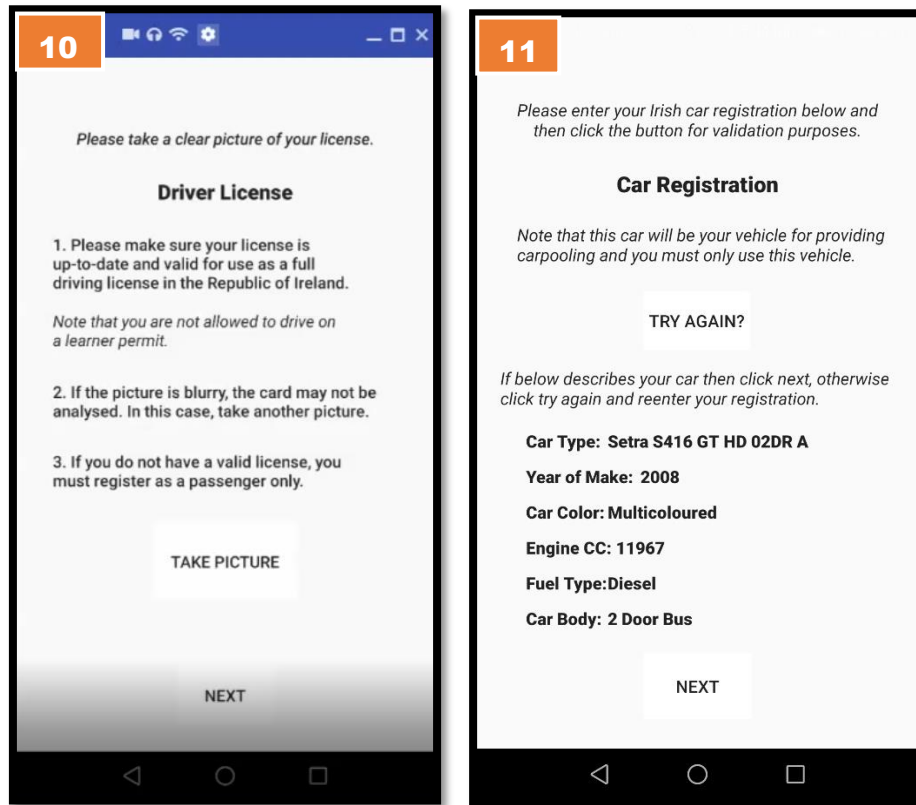 10
Please take a clear picture of your license.
Driver License
1. Please make sure your license is
up-to-date and valid for use as a full
driving license in the Republic of Ireland.
Note that you are not allowed to drive on
a learner permit.
2. If the picture is blurry, the card may not be
analysed. In this case, take another picture.
3. If you do not have a valid license, you
must register as a passenger only.
TAKE PICTURE
NEXT
11
Please enter your Irish car registration below and
then click the button for validation purposes.
Car Registration
Note that this car will be your vehicle for providing
carpooling and you must only use this vehicle.
TRY AGAIN?
If below describes your car then click next, otherwise
click try again and reenter your registration.
Car Type: Setra S416 GT HD 02DR A
Year of Make: 2008
Car Color: Multicoloured
Engine CC: 11967
Fuel Type:Diesel
Car Body: 2 Door Bus
NEXT